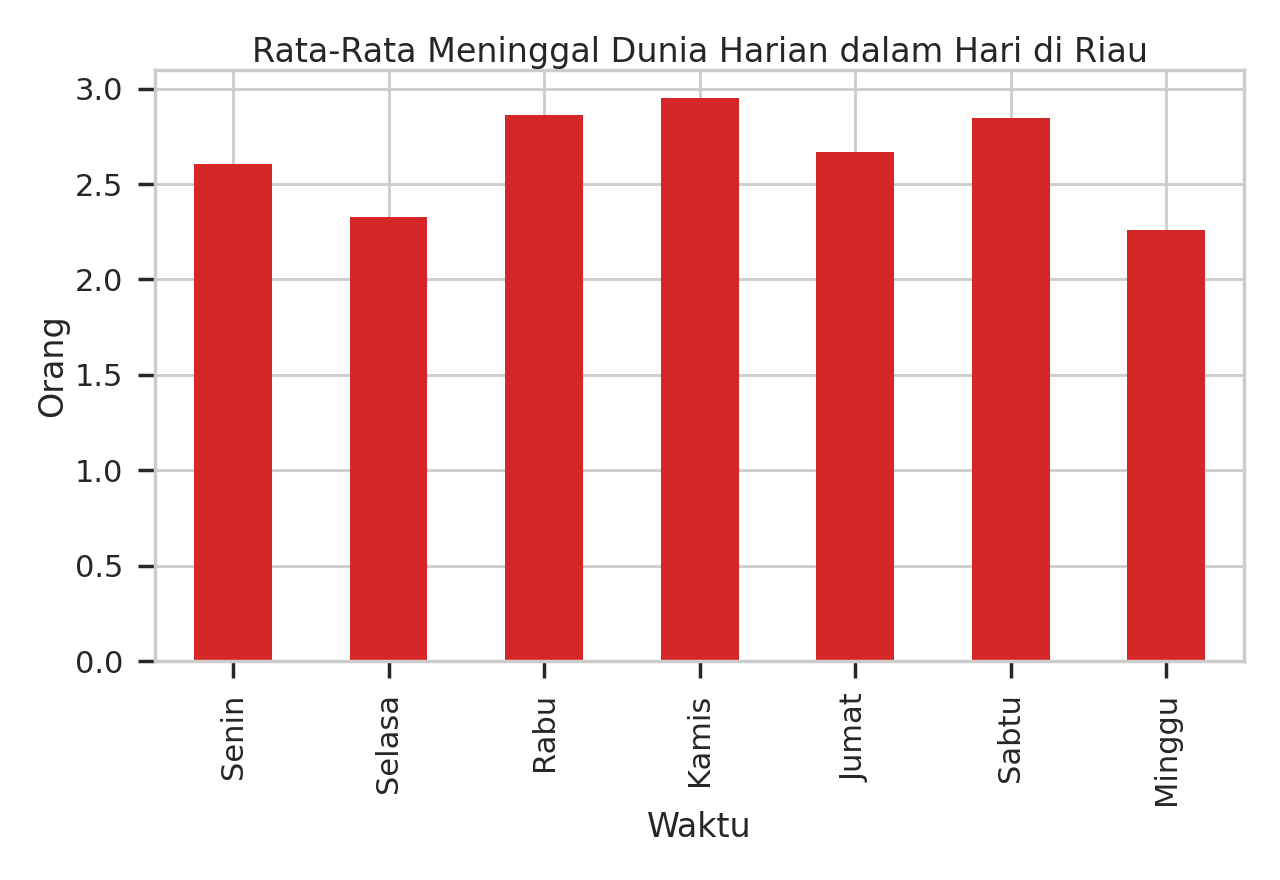 Rata-Rata Meninggal Dunia Harian dalam Hari di Riau
3.0
2.5
2.0
1.5
1.0
0.5
0.0
Orang
Senin
Selasa
Rabu
Kamis
Jumat
Sabtu
Minggu
Waktu